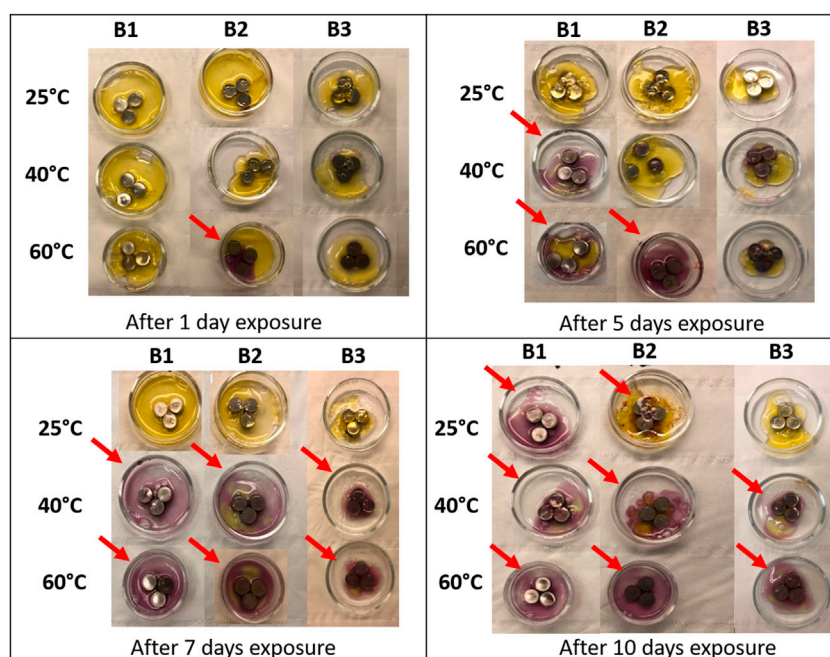 B1 B2 B3
25°C
40°C
60°C
After 1 day exposure
B1 B2 B3
25°C
40°C
60°C
After 5 days exposure
B1 B2 B3
25°C
40°C
60°C
After 7 days exposure
B1 B2 B3
25°C
40°C
60°C
After 10 days exposure